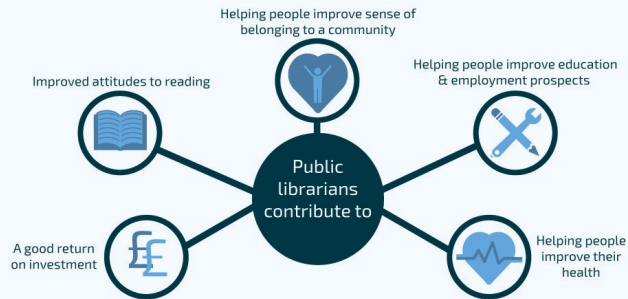 Helping people improve sense of
belonging to a community
Improved attitudes to reading
Helping people improve education
& employment prospects
Public
librarians
contribute to
A good return
on investment
££
Helping people
improve their
health